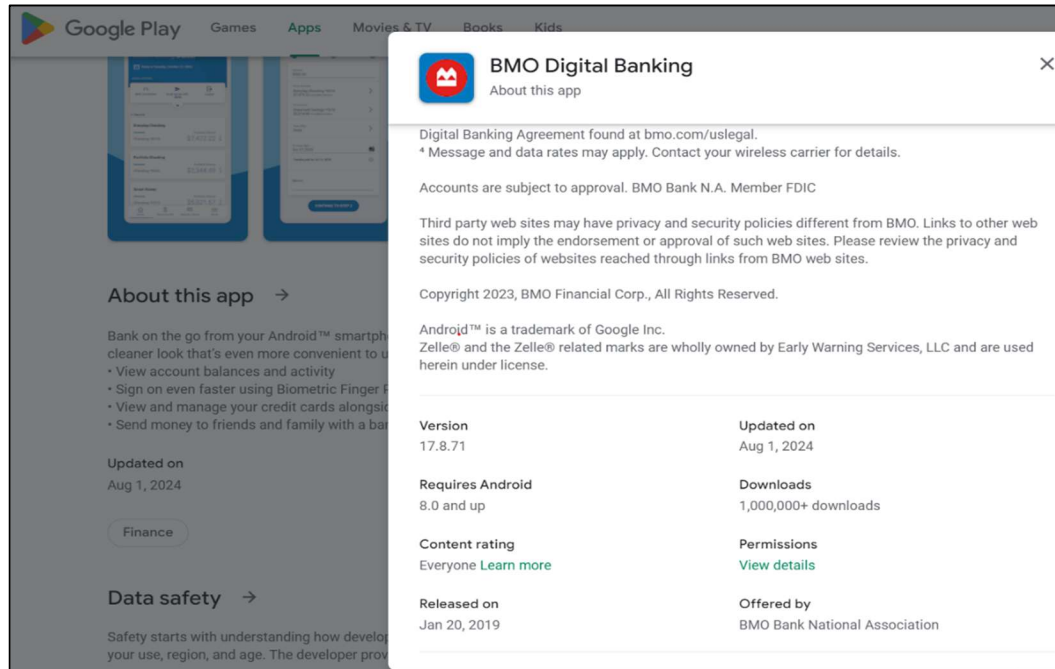 Google Play Games Apps Movies & TV Books Kids
BMO Digital Banking
About this app
Digital Banking Agreement found at bmo.com/uslegal.
⁴ Message and data rates may apply. Contact your wireless carrier for details.
Accounts are subject to approval. BMO Bank N.A. Member FDIC
Third party web sites may have privacy and security policies different from BMO. Links to other web
sites do not imply the endorsement or approval of such web sites. Please review the privacy and
security policies of websites reached through links from BMO web sites.
Copyright 2023, BMO Financial Corp., All Rights Reserved.
Android™ is a trademark of Google Inc.
Zelle® and the Zelle® related marks are wholly owned by Early Warning Services, LLC and are used
herein under license.
Version
17.8.71
Updated on
Aug 1, 2024
Requires Android
8.0 and up
Downloads
1,000,000+ downloads
Content rating
Everyone Learn more
Permissions
View details
Released on
Jan 20, 2019
Offered by
BMO Bank National Association
About this app
Bank on the go from your Android™ smartph
cleaner look that's even more convenient to u
• View account balances and activity
• Sign on even faster using Biometric Finger
• View and manage your credit cards alongsi
• Send money to friends and family with a ba
Updated on
Aug 1, 2024
Finance
Data safety
Safety starts with understanding how develop
your use, region, and age. The developer prov